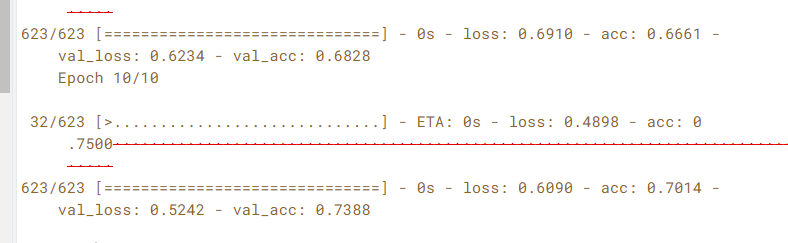 623/623 [==============================] - 0s - loss: 0.6910 - acc: 0.6661 -
val_loss: 0.6234 - val_acc: 0.6828
Epoch 10/10
32/623 [>.............................] - ETA: 0s - loss: 0.4898 - acc: 0
.7500
623/623 [==============================] - 0s - loss: 0.6090 - acc: 0.7014 -
val_loss: 0.5242 - val_acc: 0.7388